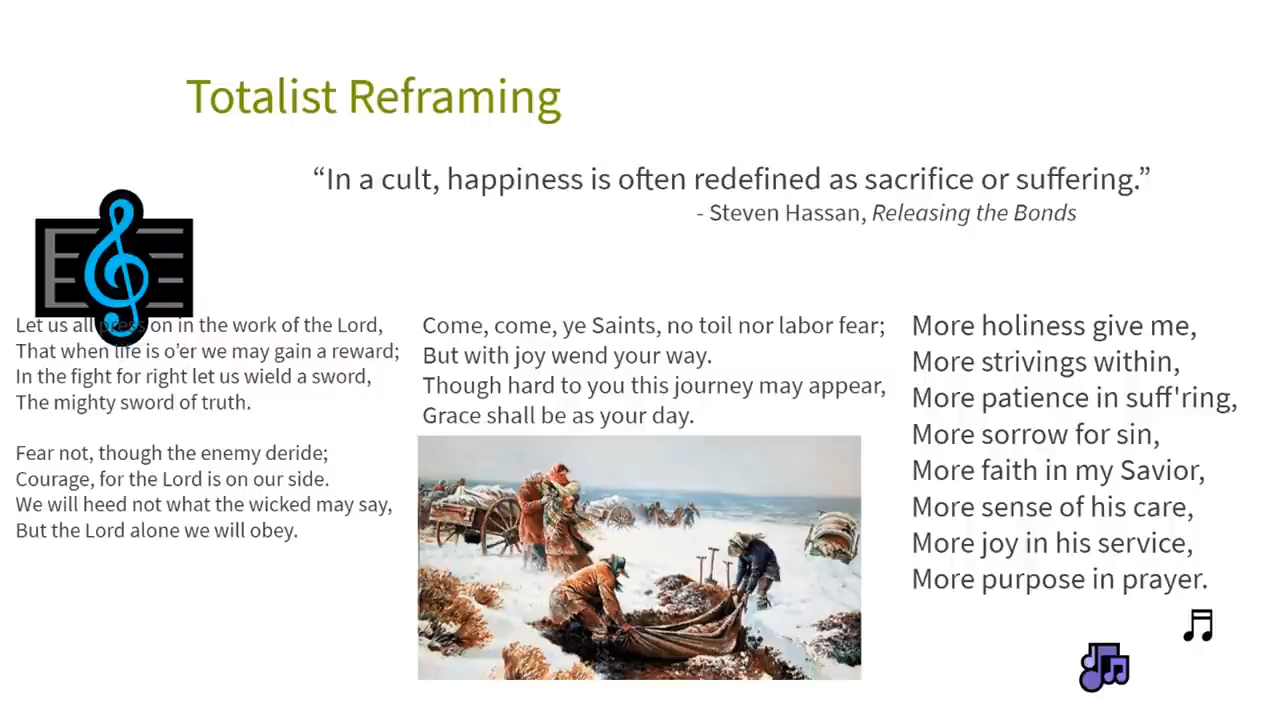 Totalist Reframing
“In a cult, happiness is often redefined as sacrifice or suffering.”
- Steven Hassan, Releasing the Bonds
Let us all press on in the work of the Lord,
That when life is o’er we may gain a reward;
In the fight for right let us wield a sword,
The mighty sword of truth.
Fear not, though the enemy deride;
Courage, for the Lord is on our side.
We will heed not what the wicked may say,
But the Lord alone we will obey.
Come, come, ye Saints, no toil nor labor fear;
But with joy wend your way.
Though hard to you this journey may appear,
Grace shall be as your day.
More holiness give me,
More strivings within,
More patience in suff'ring,
More sorrow for sin,
More faith in my Savior,
More sense of his care,
More joy in his service,
More purpose in prayer.